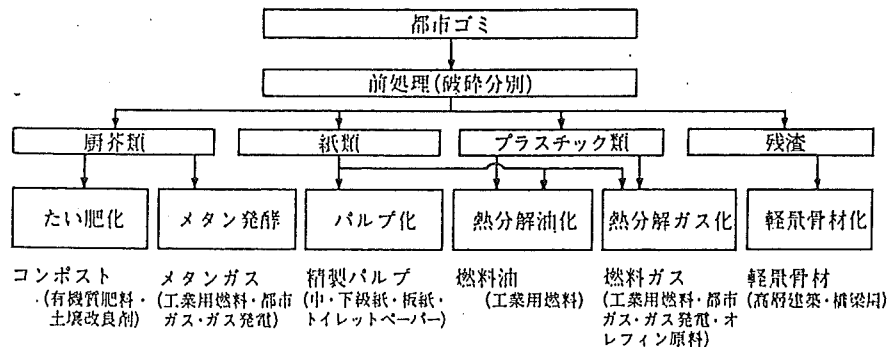 都市ゴミ
前処理(破砕分別)
厨芥類
紙類
プラスチック類
残渣
たい肥化
メタン発酵
パルプ化
熱分解油化
熱分解ガス化
軽量骨材化
コンポスト
(有機質肥料・
土壌改良剤)
メタンガス
(工業用燃料・都市
ガス・ガス発電)
精製パルプ
(中・下級紙・板紙・
トイレットペーパー)
燃料油
(工業用燃料)
燃料ガス
(工業用燃料・都市
ガス・ガス発電・オ
レフィン原料)
軽量骨材
(高層建築・橋梁用)